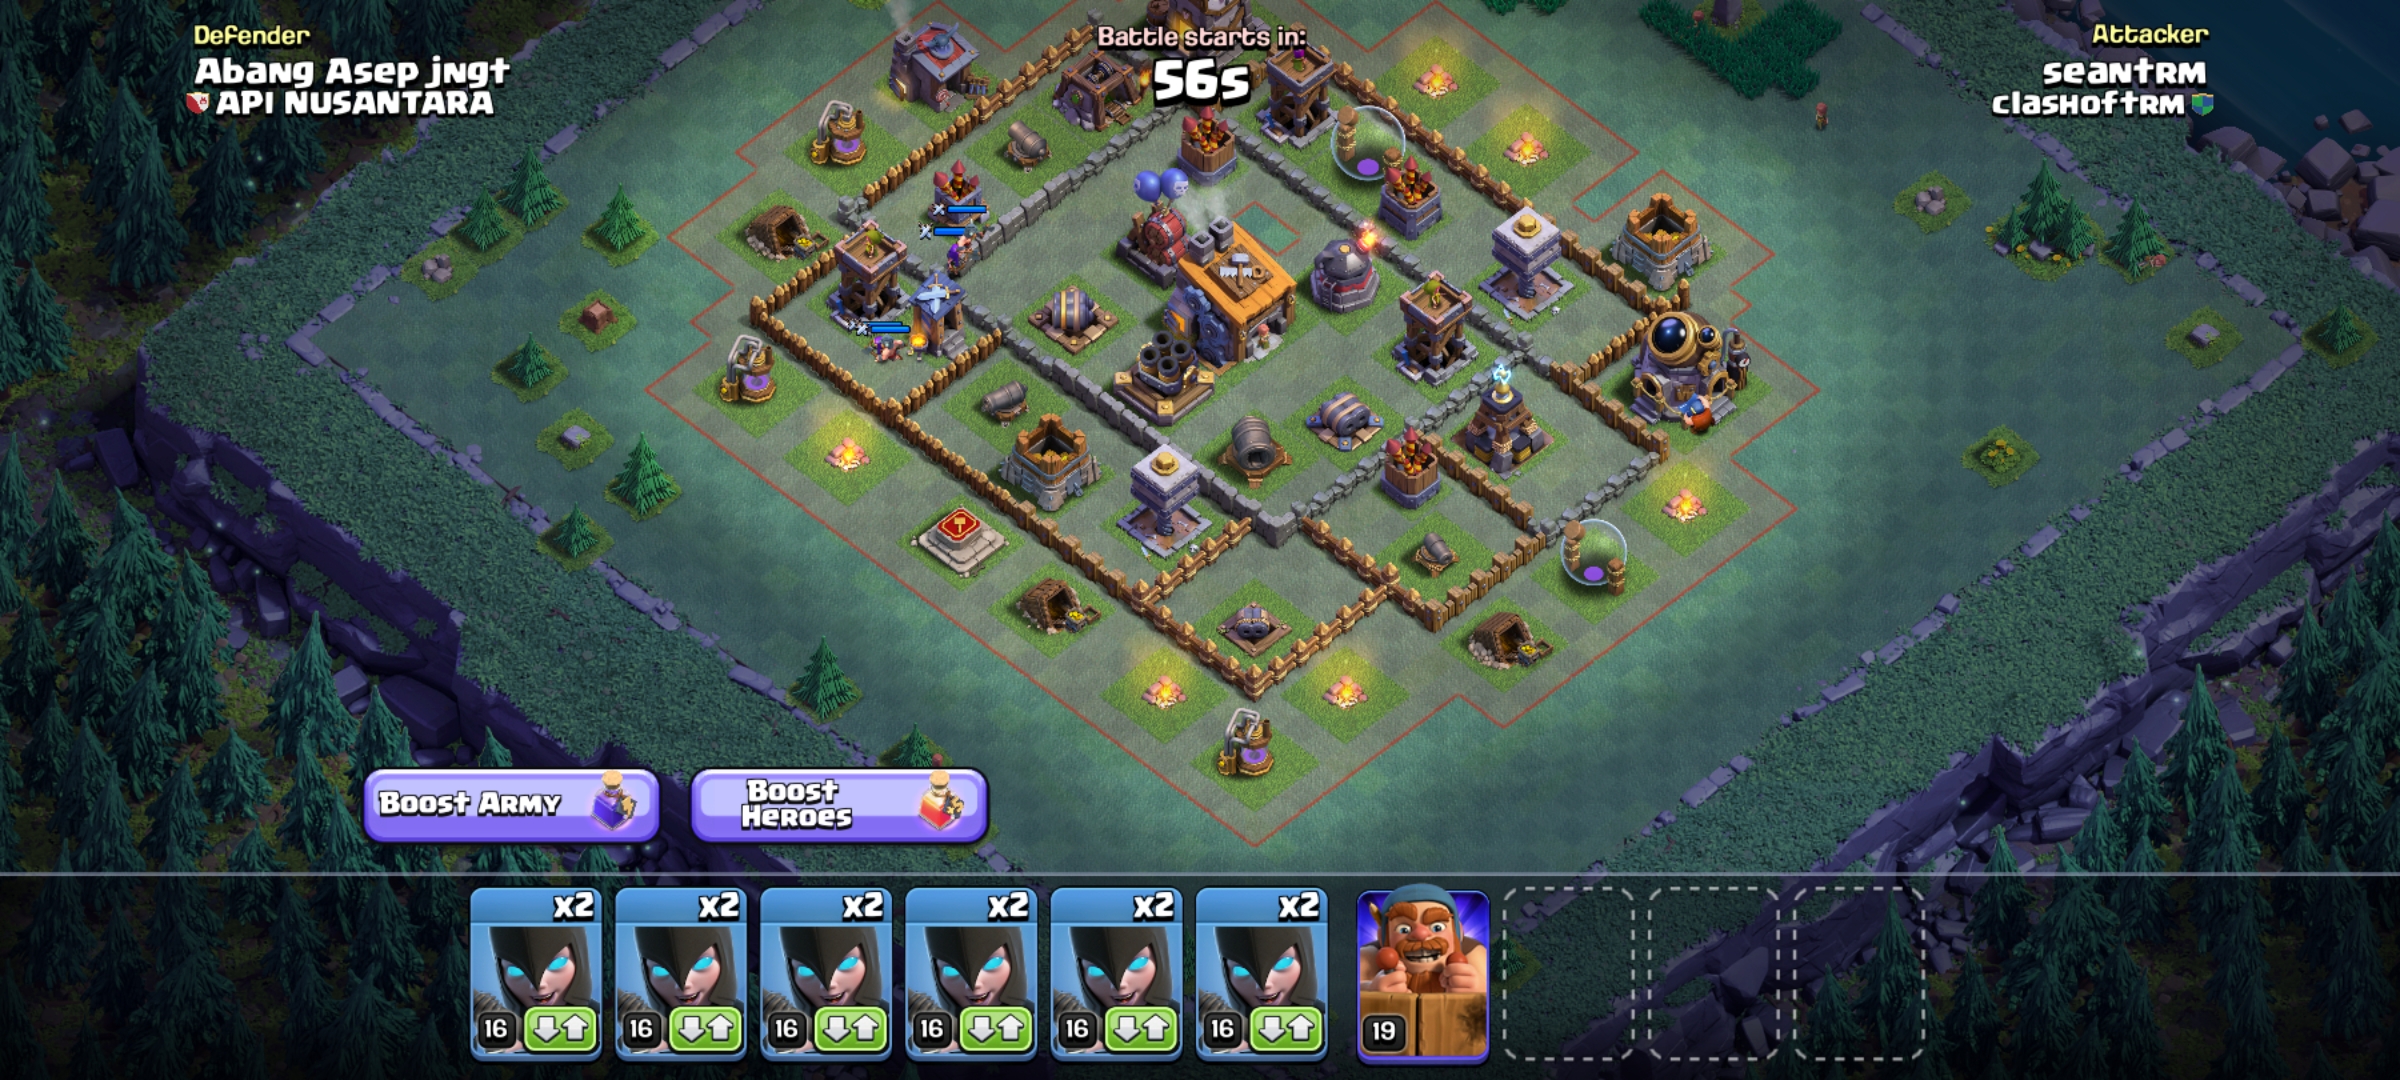 Defender
Abang Asep jngt
API NUSANTARA
Battle starts in:
56s
Attacker
seantRM
clashoftRM
Boost Army
Boost
Heroes
x2
x2
x2
x2
x2
x2
16
16
16
16
16
16
19